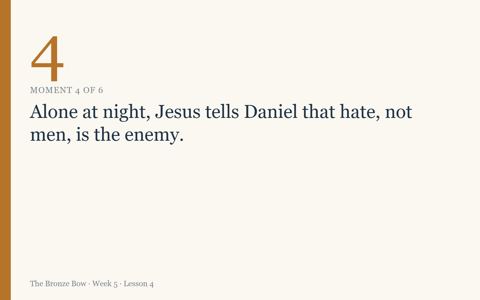 4
MOMENT 4 OF 6
Alone at night, Jesus tells Daniel that hate, not
men, is the enemy.
The Bronze Bow · Week 5 · Lesson 4